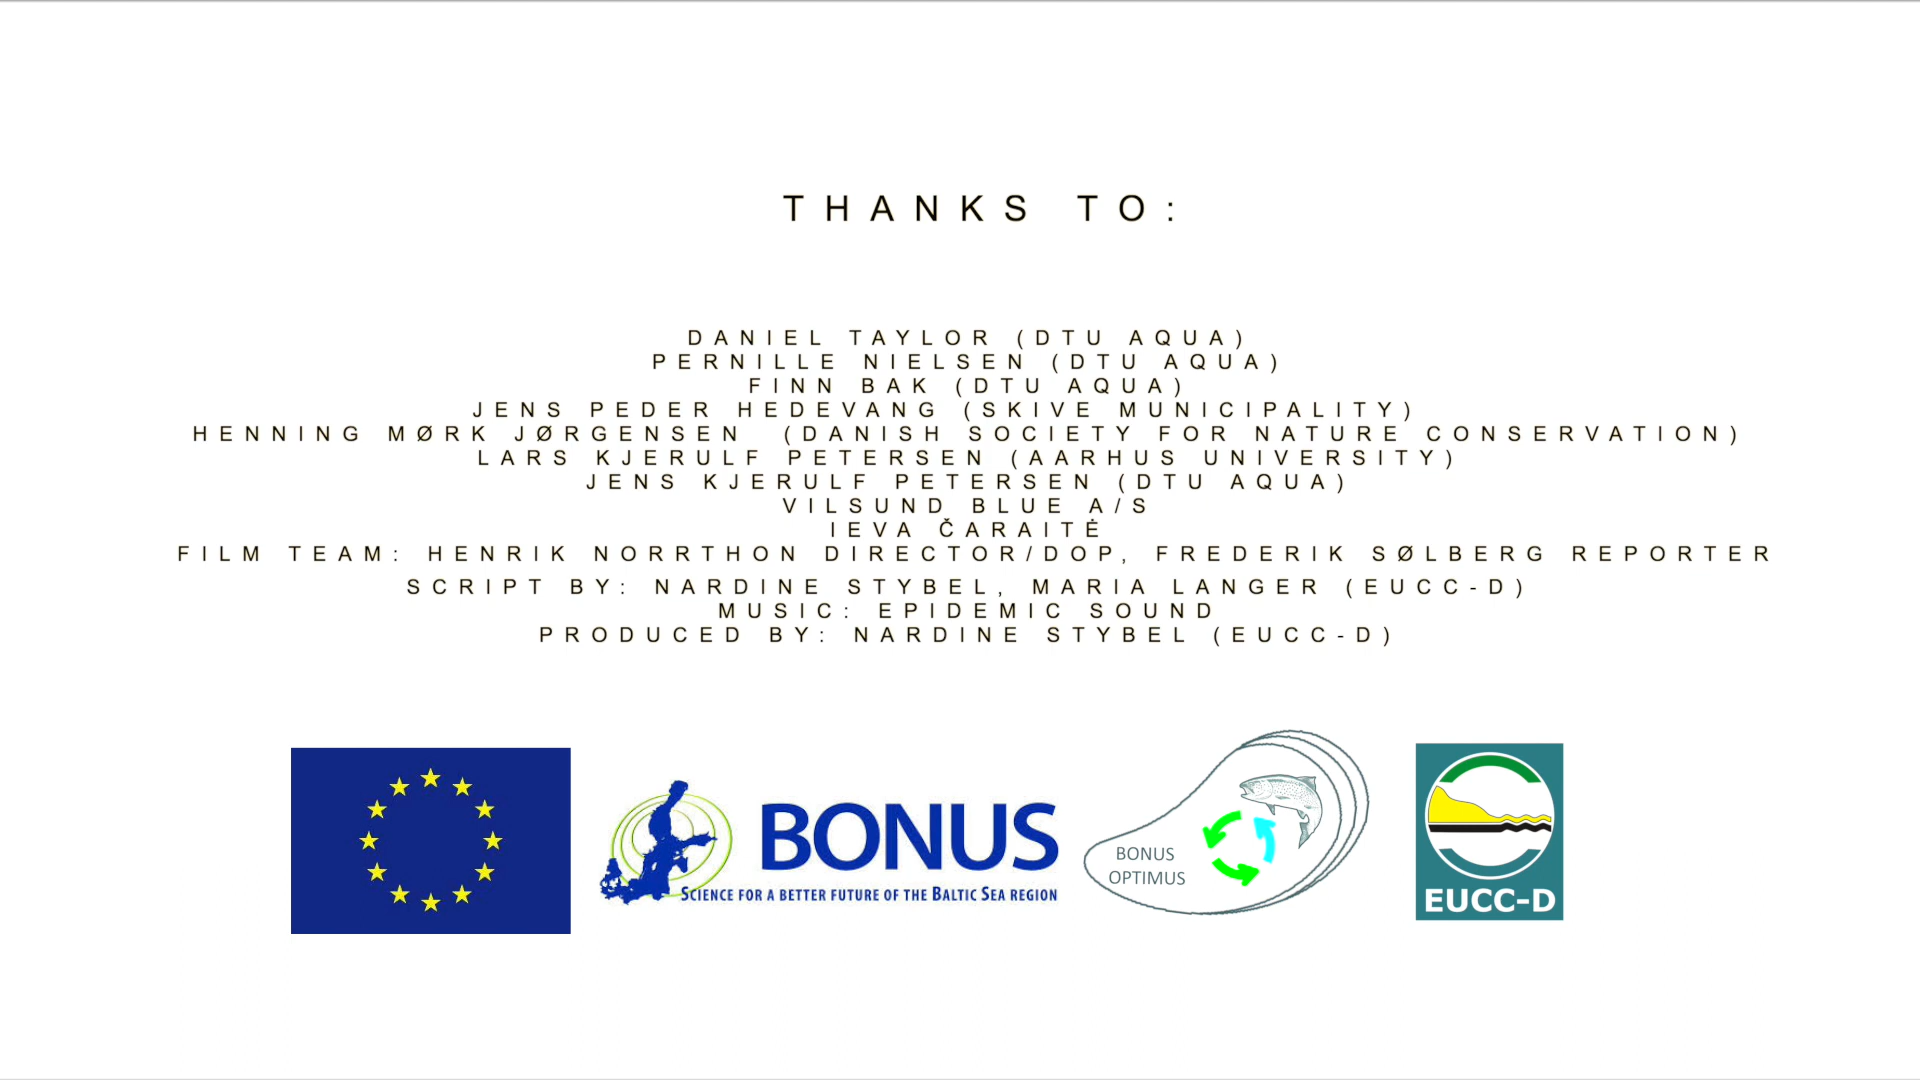 THANKS TO:
DANIEL TAYLOR (DTU AQUA)
PERNILLE NIELSEN (DTU AQUA)
FINN BAK (DTU AQUA)
JENS PEDER HEDEVANG (SKIVE MUNICIPALITY)
HENNING MØRK JØRGENSEN (DANISH SOCIETY FOR NATURE CONSERVATION)
LARS KJERULF PETERSEN (AARHUS UNIVERSITY)
JENS KJERULF PETERSEN (DTU AQUA)
VILSUND BLUE A/S
IEVA ČARAITĖ
FILM TEAM: HENRIK NORRTHON DIRECTOR/DOP, FREDERIK SØLBERG REPORTER
SCRIPT BY: NARDINE STYBEL, MARIA LANGER (EUCC-D)
MUSIC: EPIDEMIC SOUND
PRODUCED BY: NARDINE STYBEL (EUCC-D)
BONUS
SCIENCE FOR A BETTER FUTURE OF THE BALTIC SEA REGION
BONUS
OPTIMUS
EUCC-D